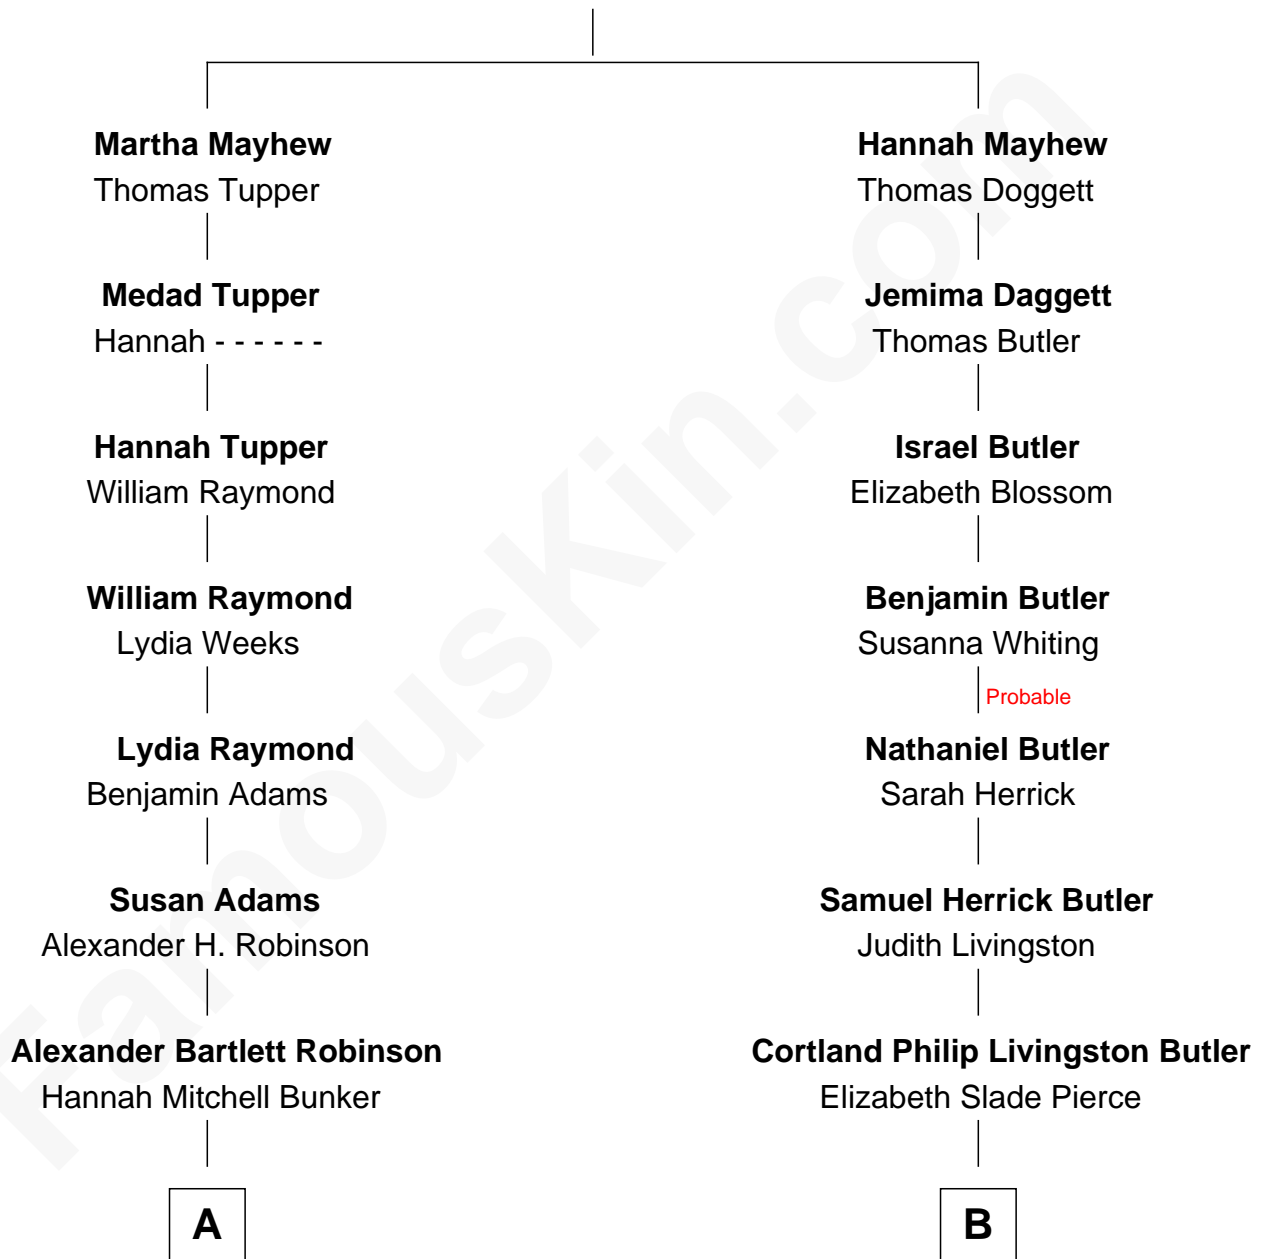 Martha Mayhew
Thomas Tupper
Medad Tupper
Hannah - - - - - -
Hannah Tupper
William Raymond
William Raymond
Lydia Weeks
Lydia Raymond
Benjamin Adams
Susan Adams
Alexander H. Robinson
Alexander Bartlett Robinson
Hannah Mitchell Bunker
A
Hannah Mayhew
Thomas Doggett
Jemima Daggett
Thomas Butler
Israel Butler
Elizabeth Blossom
Benjamin Butler
Susanna Whiting
Probable
Nathaniel Butler
Sarah Herrick
Samuel Herrick Butler
Judith Livingston
Cortland Philip Livingston Butler
Elizabeth Slade Pierce
B
FamousKin.com